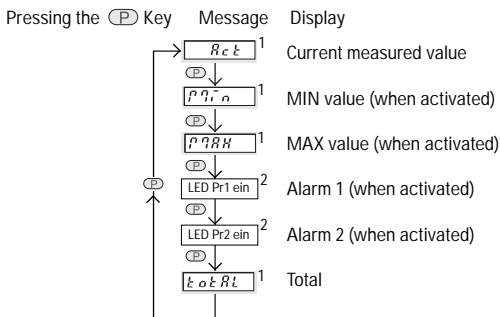 Pressing the P Key Message Display
Act 1 Current measured value
P
Min 1 MIN value (when activated)
P
MAX 1 MAX value (when activated)
P
P LED Pr1 ein 2 Alarm 1 (when activated)
P
LED Pr2 ein 2 Alarm 2 (when activated)
P
totAL 1 Total